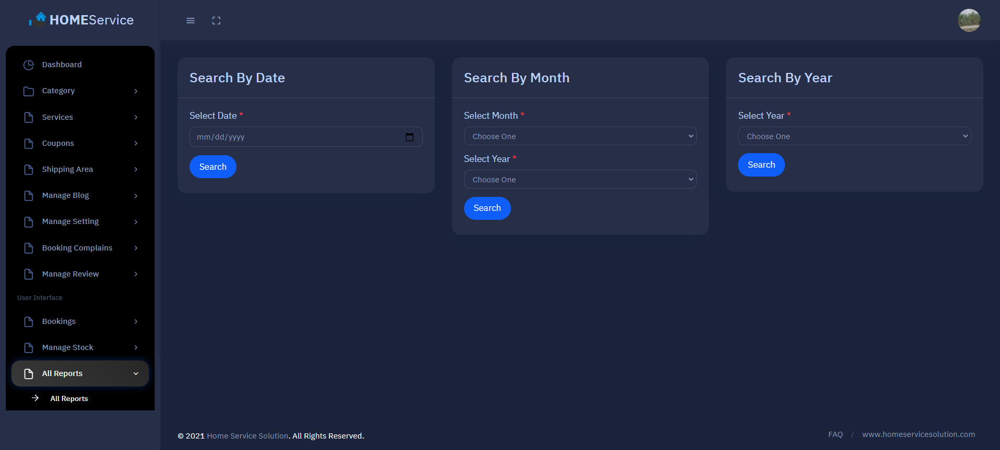 HOMEService
Dashboard
Category
Services
Coupons
Shipping Area
Manage Blog
Manage Setting
Booking Complains
Manage Review
User Interface
Bookings
Manage Stock
All Reports
All Reports
Search By Date
Select Date *
mm/dd/yyyy
Search
Search By Month
Select Month *
Choose One
Select Year *
Choose One
Search
Search By Year
Select Year *
Choose One
Search
© 2021 Home Service Solution. All Rights Reserved.
FAQ / www.homeservicesolution.com